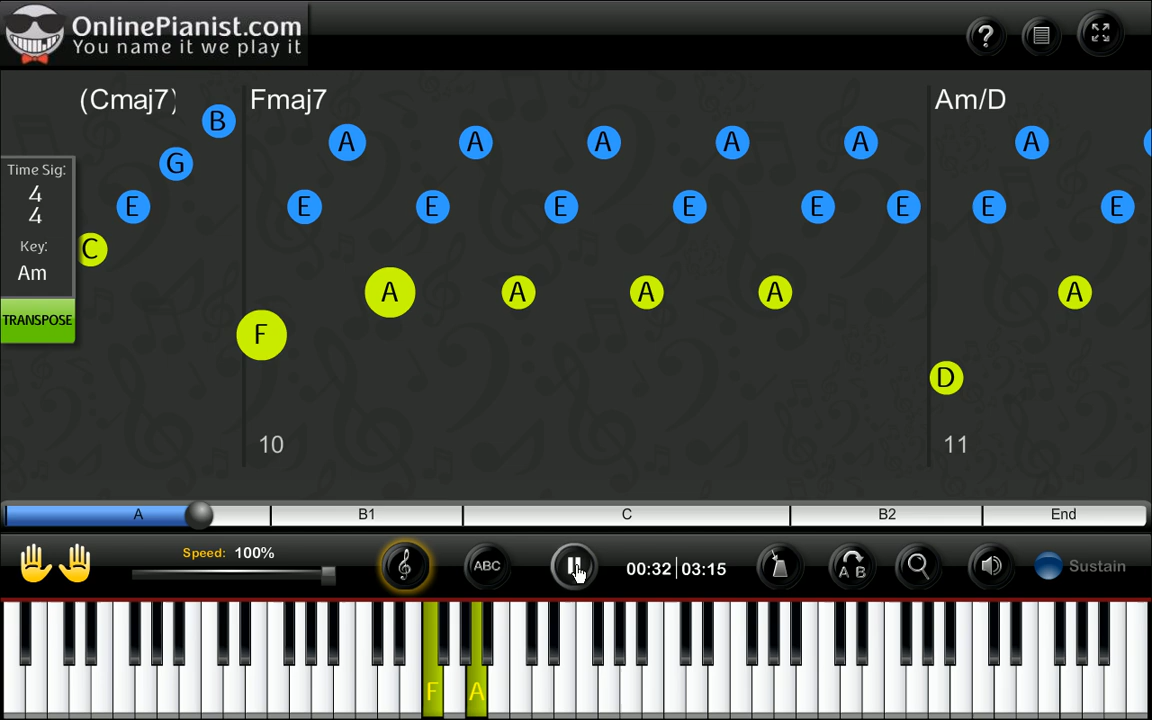 OnlinePianist.com
You name it we play it
?
(Cmaj7)
Fmaj7
Am/D
B
A A A A A A
G
E E E E E E E E E
C
A A A A A
F
D
Time Sig:
4
4
Key:
Am
TRANSPOSE
10
11
A
B1
C
B2
End
Speed: 100%
ABC
00:32 03:15
A B
Sustain
F A